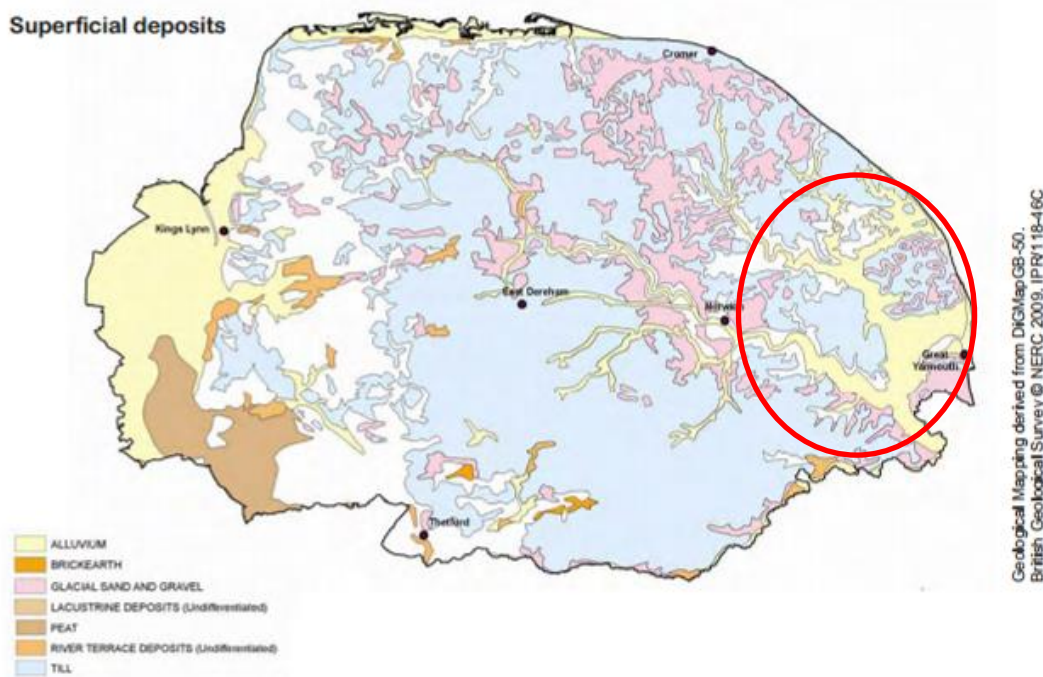 Superficial deposits
Cromer
Kings Lynn
East Dereham
Norwich
Great
Yarmouth
Thetford
ALLUVIUM
BRICKEARTH
GLACIAL SAND AND GRAVEL
LACUSTRINE DEPOSITS (Undifferentiated)
PEAT
RIVER TERRACE DEPOSITS (Undifferentiated)
TILL
Geological Mapping derived from DiGMapGB-50.
British Geological Survey © NERC 2009. IPR/118-46C